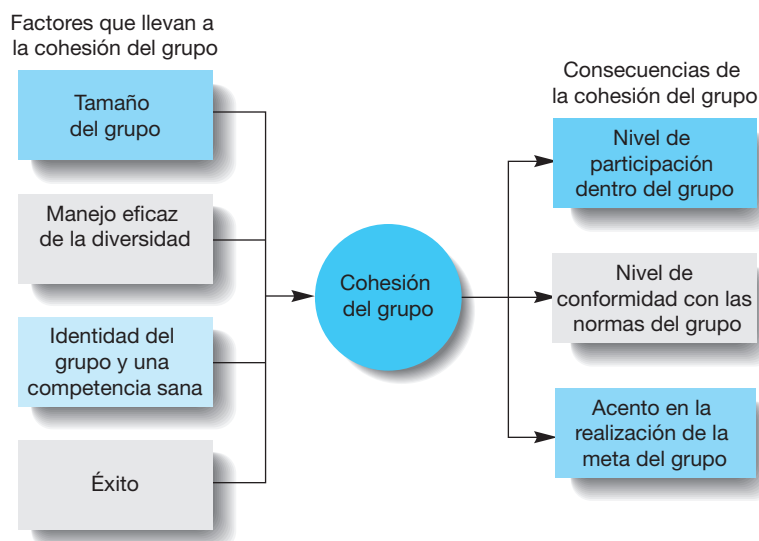 Factores que llevan a
la cohesión del grupo
Tamaño
del grupo
Manejo eficaz
de la diversidad
Identidad del
grupo y una
competencia sana
Éxito
Cohesión
del grupo
Consecuencias de
la cohesión del grupo
Nivel de
participación
dentro del grupo
Nivel de
conformidad con las
normas del grupo
Acento en la
realización de la
meta del grupo